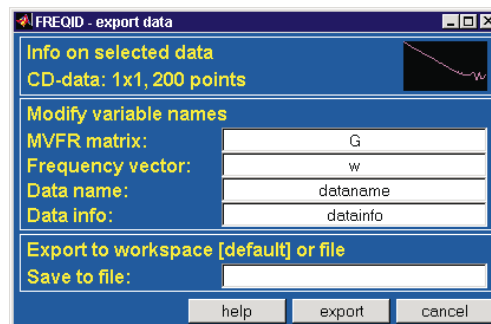 FREQID - export data
Info on selected data
CD-data: 1x1, 200 points
Modify variable names
MVFR matrix: G
Frequency vector: w
Data name: dataname
Data info: datainfo
Export to workspace [default] or file
Save to file:
help export cancel